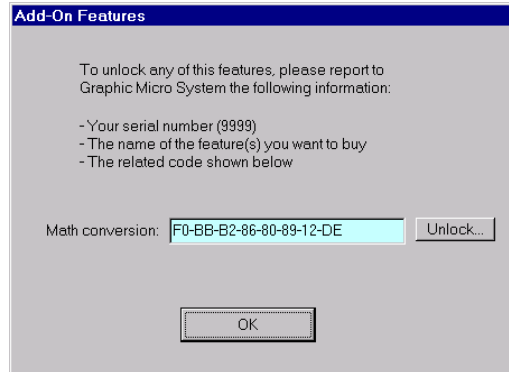 Add-On Features
To unlock any of this features, please report to
Graphic Micro System the following information:
- Your serial number (9999)
- The name of the feature(s) you want to buy
- The related code shown below
Math conversion: F0-BB-B2-86-80-89-12-DE Unlock...
OK